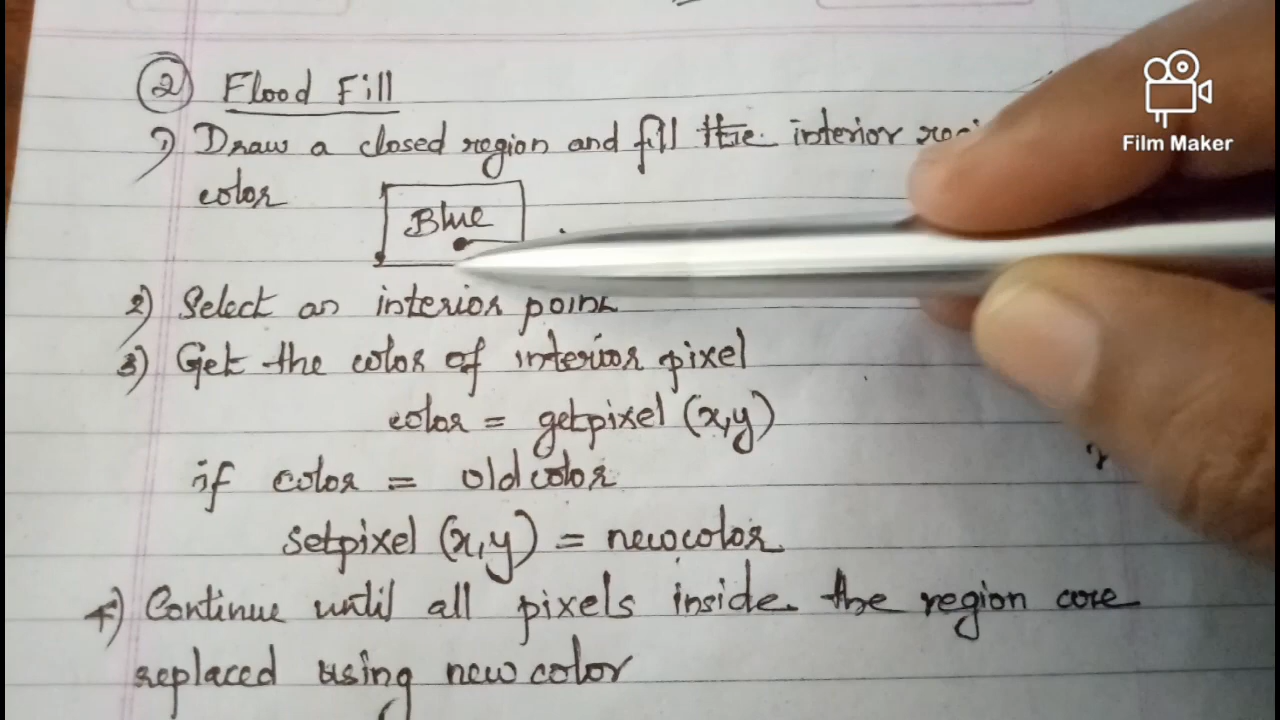 ② Flood Fill
1) Draw a closed region and fill the interior
color
Blue
2) Select an interior point
3) Get the color of interior pixel
color = getpixel (x,y)
if color = oldcolor
setpixel (x,y) = newcolor
4) Continue until all pixels inside the region are
replaced using new color
Film Maker